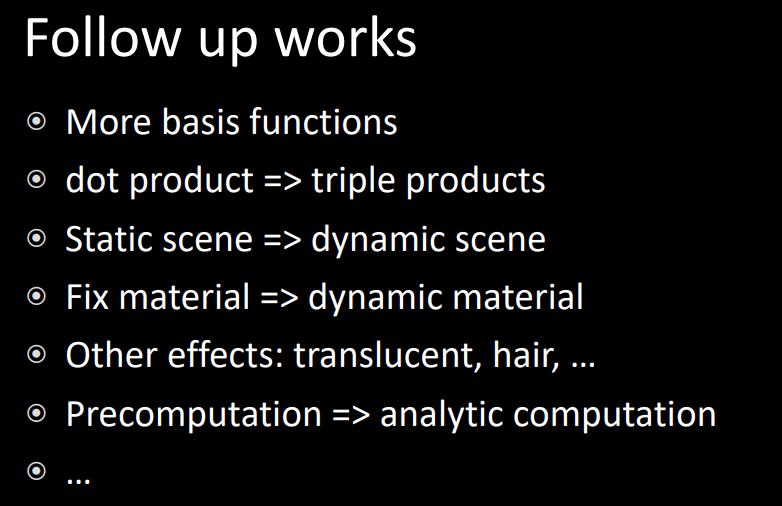 Follow up works
More basis functions
dot product => triple products
Static scene => dynamic scene
Fix material => dynamic material
Other effects: translucent, hair, …
Precomputation => analytic computation
…